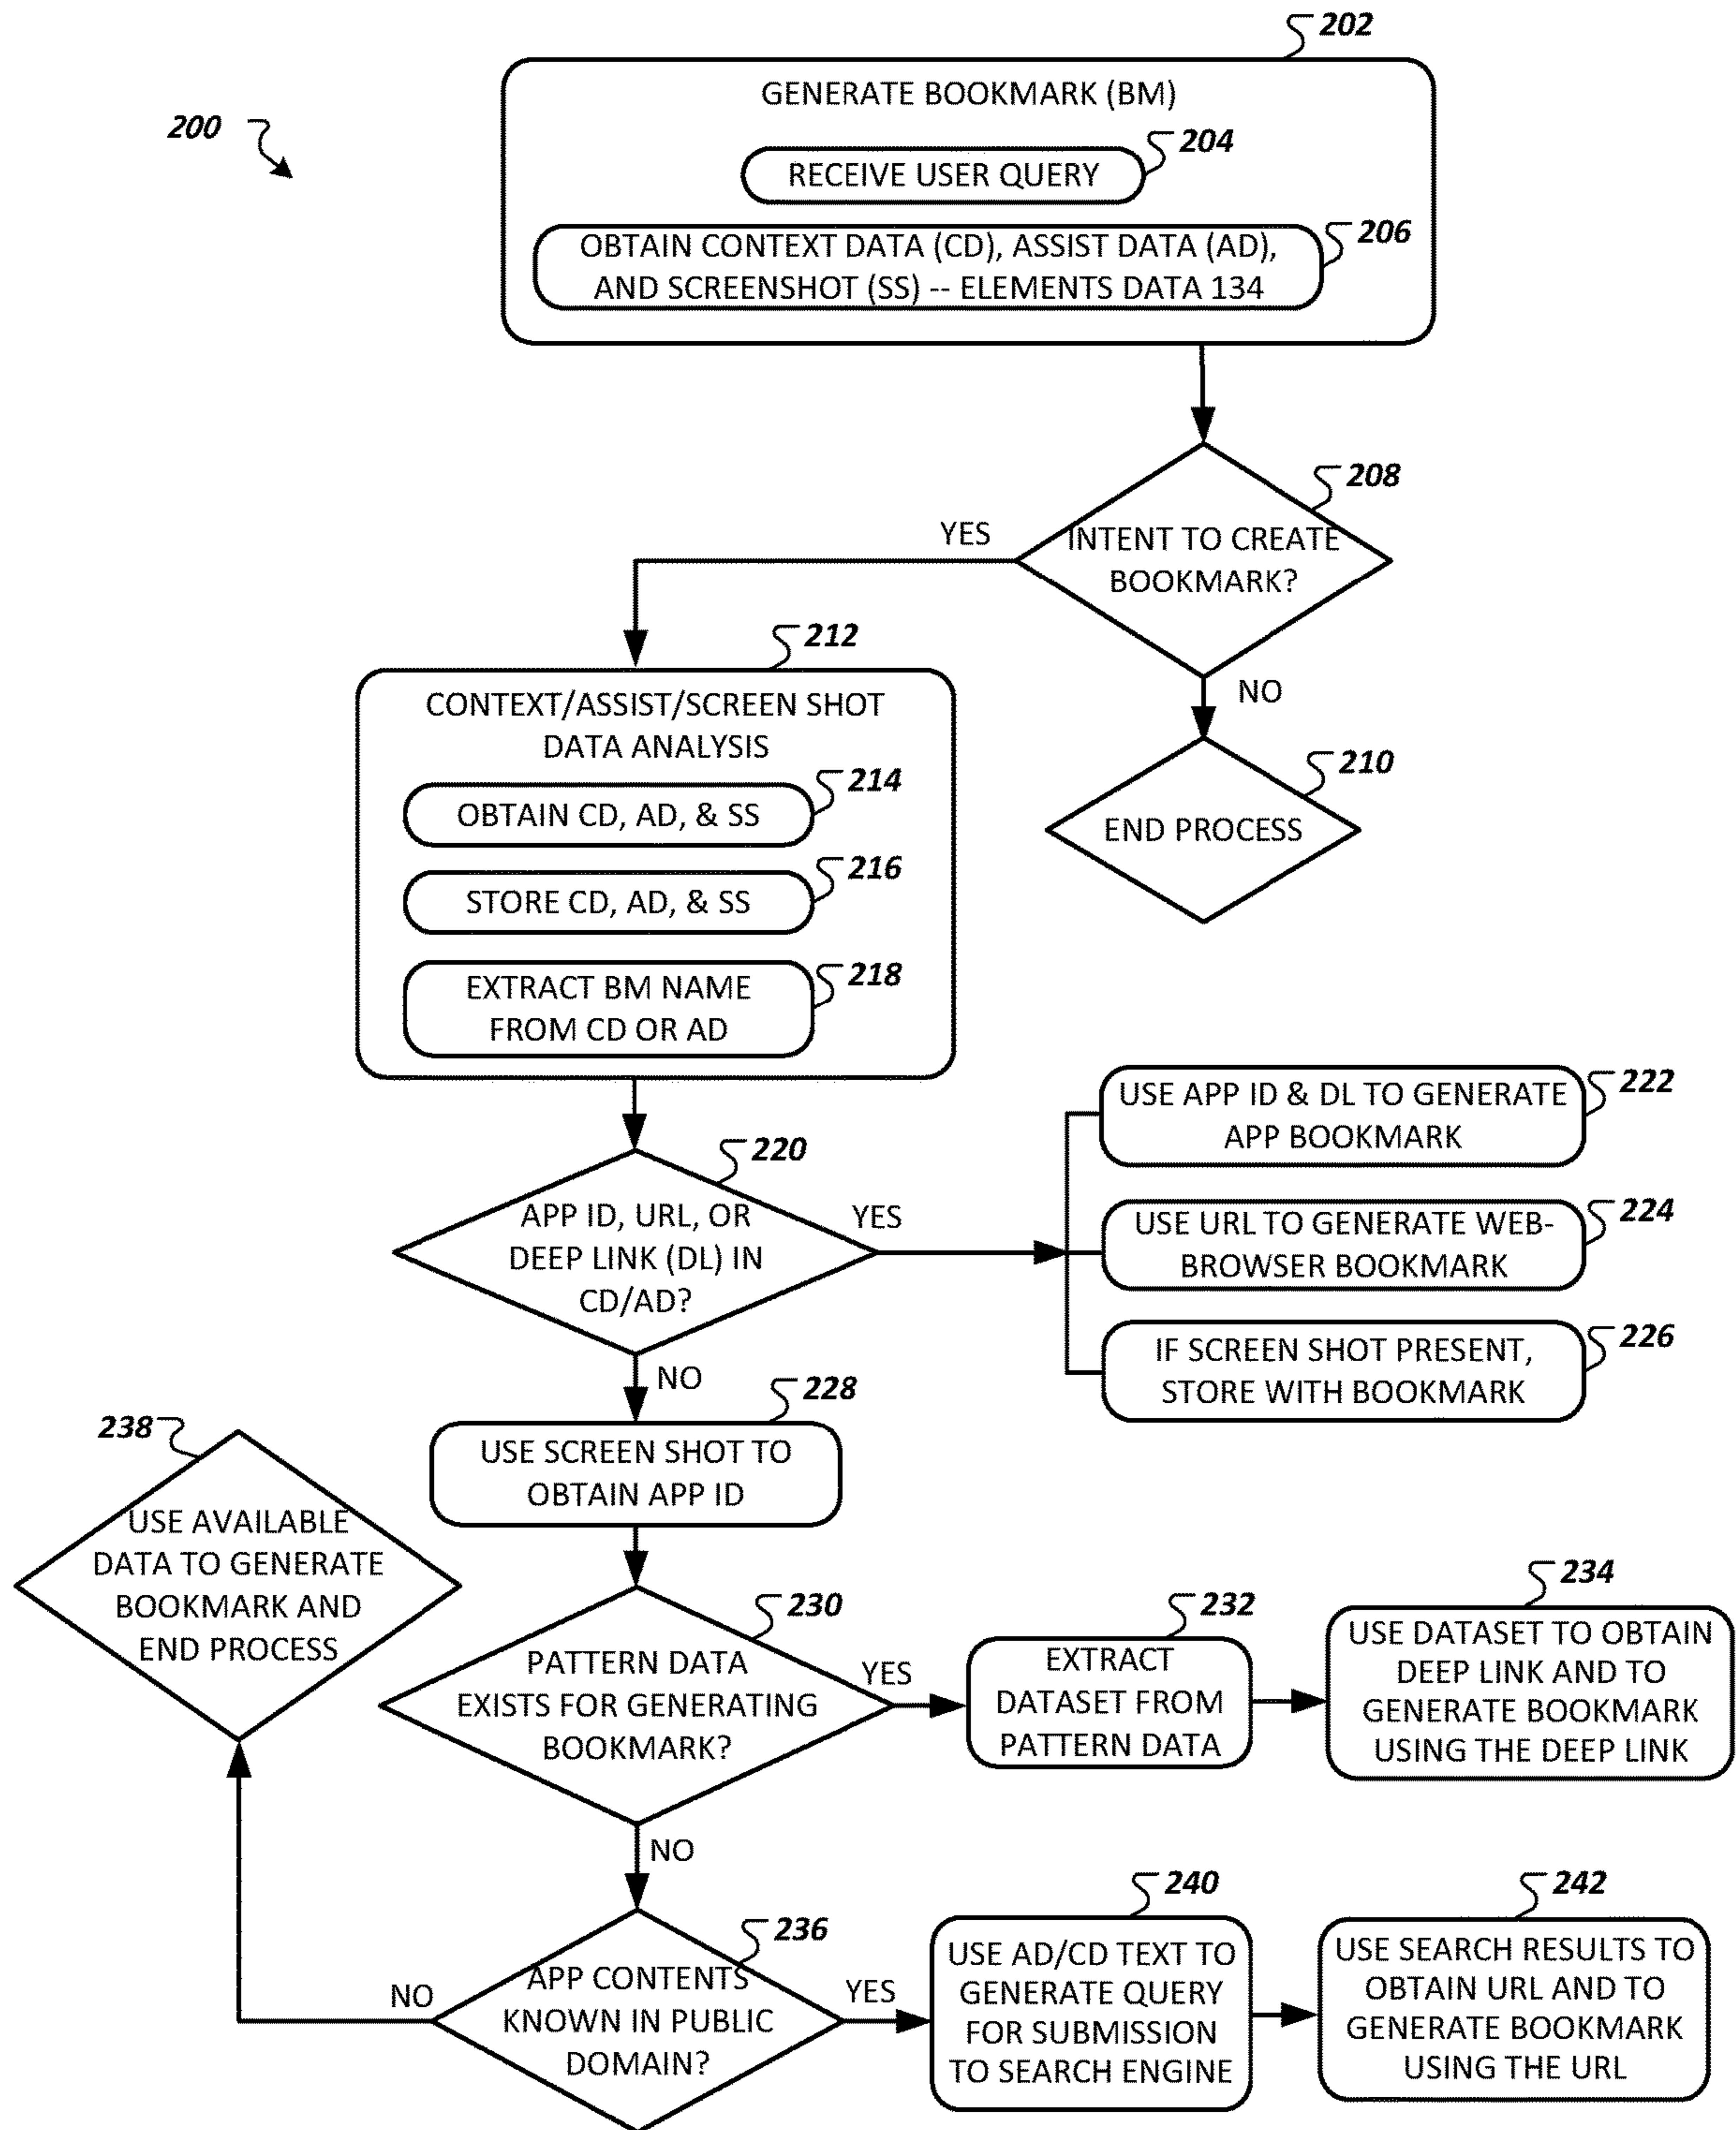 202
GENERATE BOOKMARK (BM)
200
204
RECEIVE USER QUERY
206
OBTAIN CONTEXT DATA (CD), ASSIST DATA (AD),
AND SCREENSHOT (SS) -- ELEMENTS DATA 134
208
YES
INTENT TO CREATE
BOOKMARK?
212
NO
CONTEXT/ASSIST/SCREEN SHOT
DATA ANALYSIS
210
214
OBTAIN CD, AD, & SS
END PROCESS
216
STORE CD, AD, & SS
218
EXTRACT BM NAME
FROM CD OR AD
222
USE APP ID & DL TO GENERATE
APP BOOKMARK
220
APP ID, URL, OR
DEEP LINK (DL) IN
CD/AD?
YES
224
USE URL TO GENERATE WEB-
BROWSER BOOKMARK
226
IF SCREEN SHOT PRESENT,
STORE WITH BOOKMARK
NO
228
USE SCREEN SHOT TO
OBTAIN APP ID
238
USE AVAILABLE
DATA TO GENERATE
BOOKMARK AND
END PROCESS
230
PATTERN DATA
EXISTS FOR GENERATING
BOOKMARK?
YES
232
EXTRACT
DATASET FROM
PATTERN DATA
234
USE DATASET TO OBTAIN
DEEP LINK AND TO
GENERATE BOOKMARK
USING THE DEEP LINK
NO
236
APP CONTENTS
KNOWN IN PUBLIC
DOMAIN?
NO
YES
240
USE AD/CD TEXT TO
GENERATE QUERY
FOR SUBMISSION
TO SEARCH ENGINE
242
USE SEARCH RESULTS TO
OBTAIN URL AND TO
GENERATE BOOKMARK
USING THE URL